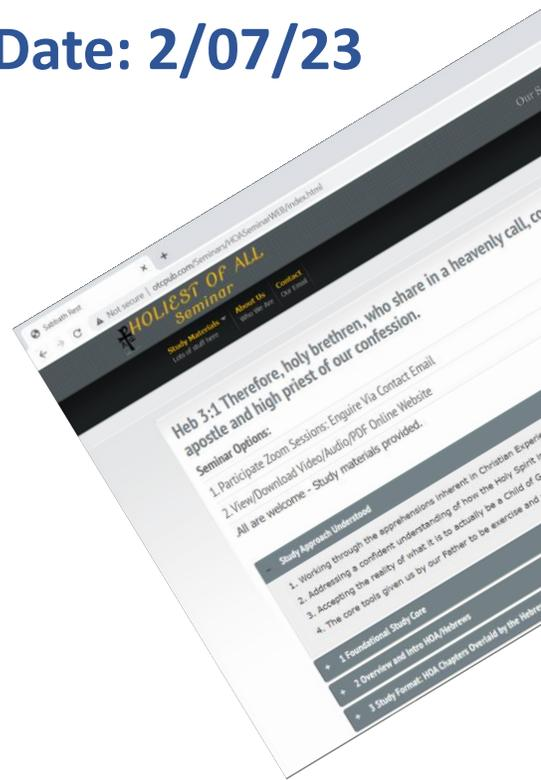 Date: 2/07/23
Sabbath Rest
Not secure | otcpub.com/Seminars/HOASeminarWEB/index.html
HOLIEST OF ALL
Seminar
Study Materials
Lots of stuff here
About Us
Who We Are
Contact
Our Email
Our S
Heb 3:1 Therefore, holy brethren, who share in a heavenly call, co
apostle and high priest of our confession.
Seminar Options:
1. Participate Zoom Sessions: Enquire Via Contact Email
2. View/Download Video/Audio/PDF Online Website
All are welcome - Study materials provided.
- Study Approach Understood
1. Working through the apprehensions inherent in Christian Experie
2. Addressing a confident understanding of how the Holy Spirit i
3. Accepting the reality of what it is to actually be a Child of G
4. The core tools given us by our Father to be exercise and
+ 1 Foundational Study Core
+ 2 Overview and Intro HOA/Hebrews
+ 3 Study Format: HOA Chapters Overlaid by the Hebre